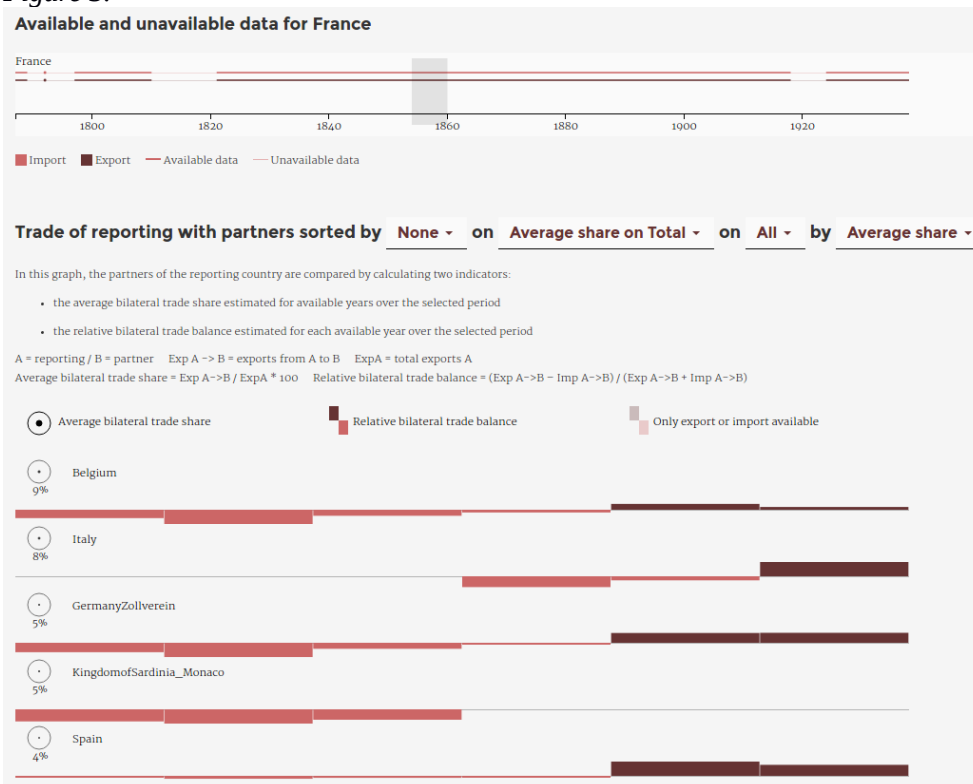 Available and unavailable data for France
France
1800 1820 1840 1860 1880 1900 1920
Import Export Available data Unavailable data
Trade of reporting with partners sorted by None on Average share on Total on All by Average share
In this graph, the partners of the reporting country are compared by calculating two indicators:
• the average bilateral trade share estimated for available years over the selected period
• the relative bilateral trade balance estimated for each available year over the selected period
A = reporting / B = partner Exp A -> B = exports from A to B ExpA = total exports A
Average bilateral trade share = Exp A->B / ExpA * 100 Relative bilateral trade balance = (Exp A->B - Imp A->B) / (Exp A->B + Imp A->B)
Average bilateral trade share Relative bilateral trade balance Only export or import available
Belgium
9%
Italy
8%
GermanyZollverein
5%
KingdomofSardinia_Monaco
5%
Spain
4%